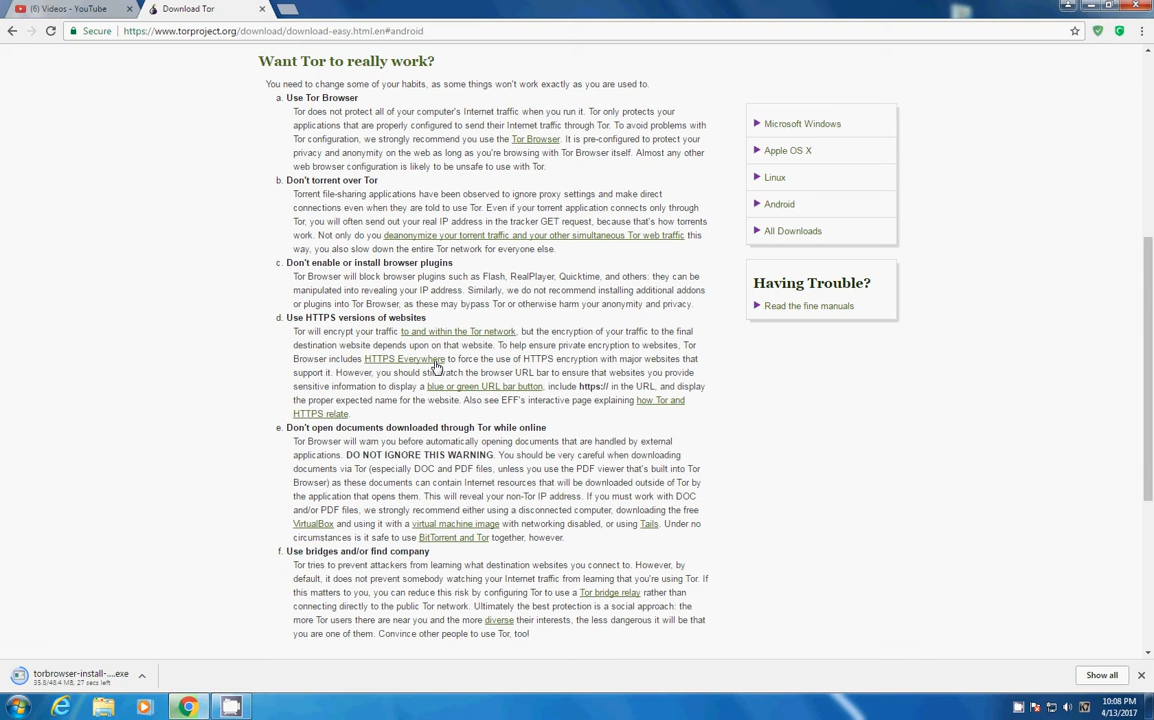 (6) Videos - YouTube
Download Tor
Secure https://www.torproject.org/download/download-easy.html.en#android
Want Tor to really work?
You need to change some of your habits, as some things won't work exactly as you are used to.
a. Use Tor Browser
Tor does not protect all of your computer's Internet traffic when you run it. Tor only protects your
applications that are properly configured to send their Internet traffic through Tor. To avoid problems with
Tor configuration, we strongly recommend you use the Tor Browser. It is pre-configured to protect your
privacy and anonymity on the web as long as you're browsing with Tor Browser itself. Almost any other
web browser configuration is likely to be unsafe to use with Tor.
b. Don't torrent over Tor
Torrent file-sharing applications have been observed to ignore proxy settings and make direct
connections even when they are told to use Tor. Even if your torrent application connects only through
Tor, you will often send out your real IP address in the tracker GET request, because that's how torrents
work. Not only do you deanonymize your torrent traffic and your other simultaneous Tor web traffic this
way, you also slow down the entire Tor network for everyone else.
c. Don't enable or install browser plugins
Tor Browser will block browser plugins such as Flash, RealPlayer, Quicktime, and others: they can be
manipulated into revealing your IP address. Similarly, we do not recommend installing additional addons
or plugins into Tor Browser, as these may bypass Tor or otherwise harm your anonymity and privacy.
d. Use HTTPS versions of websites
Tor will encrypt your traffic to and within the Tor network, but the encryption of your traffic to the final
destination website depends upon on that website. To help ensure private encryption to websites, Tor
Browser includes HTTPS Everywhere to force the use of HTTPS encryption with major websites that
support it. However, you should still watch the browser URL bar to ensure that websites you provide
sensitive information to display a blue or green URL bar button, include https:// in the URL, and display
the proper expected name for the website. Also see EFF's interactive page explaining how Tor and
HTTPS relate.
e. Don't open documents downloaded through Tor while online
Tor Browser will warn you before automatically opening documents that are handled by external
applications. DO NOT IGNORE THIS WARNING. You should be very careful when downloading
documents via Tor (especially DOC and PDF files, unless you use the PDF viewer that's built into Tor
Browser) as these documents can contain Internet resources that will be downloaded outside of Tor by
the application that opens them. This will reveal your non-Tor IP address. If you must work with DOC
and/or PDF files, we strongly recommend either using a disconnected computer, downloading the free
VirtualBox and using it with a virtual machine image with networking disabled, or using Tails. Under no
circumstances is it safe to use BitTorrent and Tor together, however.
f. Use bridges and/or find company
Tor tries to prevent attackers from learning what destination websites you connect to. However, by
default, it does not prevent somebody watching your Internet traffic from learning that you're using Tor. If
this matters to you, you can reduce this risk by configuring Tor to use a Tor bridge relay rather than
connecting directly to the public Tor network. Ultimately the best protection is a social approach: the
more Tor users there are near you and the more diverse their interests, the less dangerous it will be that
you are one of them. Convince other people to use Tor, too!
Microsoft Windows
Apple OS X
Linux
Android
All Downloads
Having Trouble?
Read the fine manuals
torbrowser-install-....exe
35.8/48.4 MB, 27 secs left
Show all
10:08 PM
4/13/2017